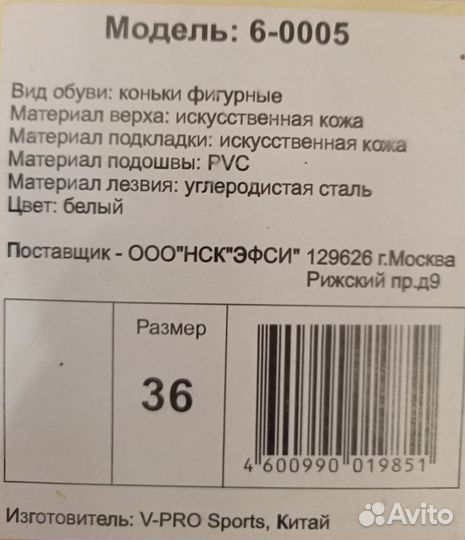 Модель: 6-0005
Вид обуви: коньки фигурные
Материал верха: искусственная кожа
Материал подкладки: искусственная кожа
Материал подошвы: PVC
Материал лезвия: углеродистая сталь
Цвет: белый
Поставщик - ООО"НСК"ЭФСИ" 129626 г.Москва
Рижский пр.д9
Размер
36
4 600990 019851
Изготовитель: V-PRO Sports, Китай
Avito